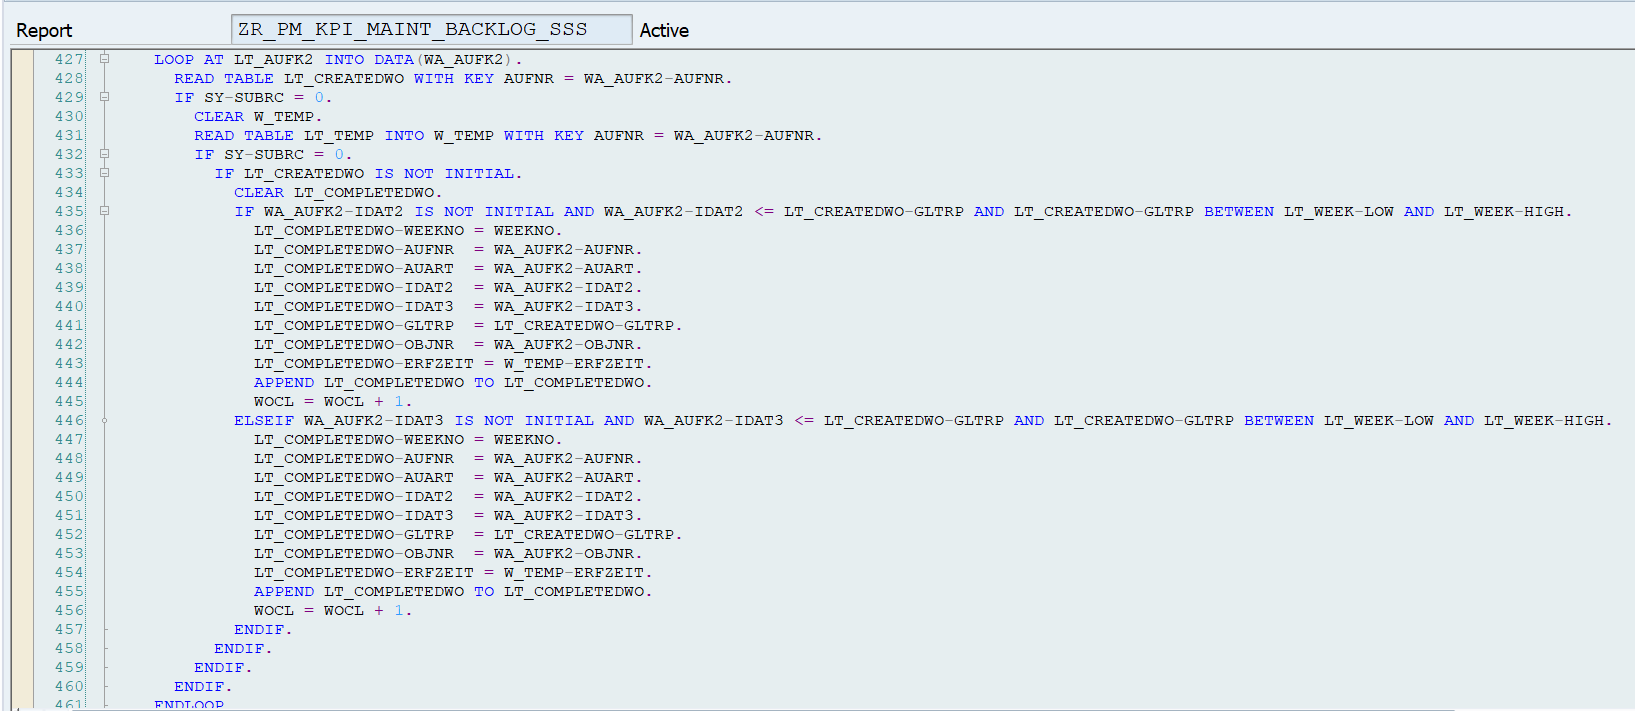 Report ZR_PM_KPI_MAINT_BACKLOG_SSS Active
427 LOOP AT LT_AUFK2 INTO DATA(WA_AUFK2).
428 READ TABLE LT_CREATEDWO WITH KEY AUFNR = WA_AUFK2-AUFNR.
429 IF SY-SUBRC = 0.
430 CLEAR W_TEMP.
431 READ TABLE LT_TEMP INTO W_TEMP WITH KEY AUFNR = WA_AUFK2-AUFNR.
432 IF SY-SUBRC = 0.
433 IF LT_CREATEDWO IS NOT INITIAL.
434 CLEAR LT_COMPLETEDWO.
435 IF WA_AUFK2-IDAT2 IS NOT INITIAL AND WA_AUFK2-IDAT2 <= LT_CREATEDWO-GLTRP AND LT_CREATEDWO-GLTRP BETWEEN LT_WEEK-LOW AND LT_WEEK-HIGH.
436 LT_COMPLETEDWO-WEEKNO = WEEKNO.
437 LT_COMPLETEDWO-AUFNR = WA_AUFK2-AUFNR.
438 LT_COMPLETEDWO-AUART = WA_AUFK2-AUART.
439 LT_COMPLETEDWO-IDAT2 = WA_AUFK2-IDAT2.
440 LT_COMPLETEDWO-IDAT3 = WA_AUFK2-IDAT3.
441 LT_COMPLETEDWO-GLTRP = LT_CREATEDWO-GLTRP.
442 LT_COMPLETEDWO-OBJNR = WA_AUFK2-OBJNR.
443 LT_COMPLETEDWO-ERFZEIT = W_TEMP-ERFZEIT.
444 APPEND LT_COMPLETEDWO TO LT_COMPLETEDWO.
445 WOCL = WOCL + 1.
446 ELSEIF WA_AUFK2-IDAT3 IS NOT INITIAL AND WA_AUFK2-IDAT3 <= LT_CREATEDWO-GLTRP AND LT_CREATEDWO-GLTRP BETWEEN LT_WEEK-LOW AND LT_WEEK-HIGH.
447 LT_COMPLETEDWO-WEEKNO = WEEKNO.
448 LT_COMPLETEDWO-AUFNR = WA_AUFK2-AUFNR.
449 LT_COMPLETEDWO-AUART = WA_AUFK2-AUART.
450 LT_COMPLETEDWO-IDAT2 = WA_AUFK2-IDAT2.
451 LT_COMPLETEDWO-IDAT3 = WA_AUFK2-IDAT3.
452 LT_COMPLETEDWO-GLTRP = LT_CREATEDWO-GLTRP.
453 LT_COMPLETEDWO-OBJNR = WA_AUFK2-OBJNR.
454 LT_COMPLETEDWO-ERFZEIT = W_TEMP-ERFZEIT.
455 APPEND LT_COMPLETEDWO TO LT_COMPLETEDWO.
456 WOCL = WOCL + 1.
457 ENDIF.
458 ENDIF.
459 ENDIF.
460 ENDIF.
461 ENDLOOP